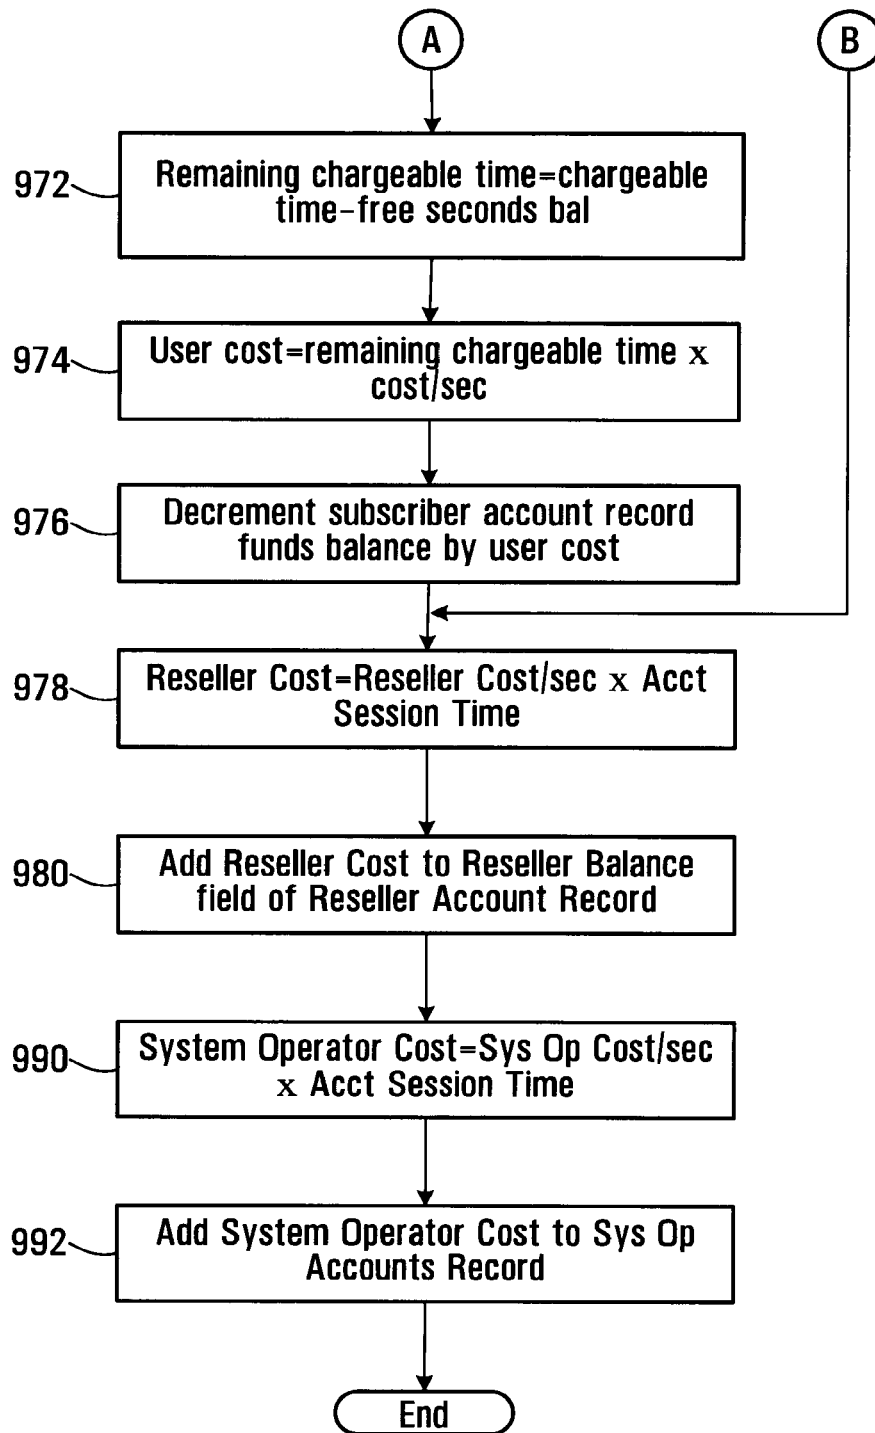 A
B
972
Remaining chargeable time=chargeable
time-free seconds bal
974
User cost=remaining chargeable time x
cost/sec
976
Decrement subscriber account record
funds balance by user cost
978
Reseller Cost=Reseller Cost/sec x Acct
Session Time
980
Add Reseller Cost to Reseller Balance
field of Reseller Account Record
990
System Operator Cost=Sys Op Cost/sec
x Acct Session Time
992
Add System Operator Cost to Sys Op
Accounts Record
End